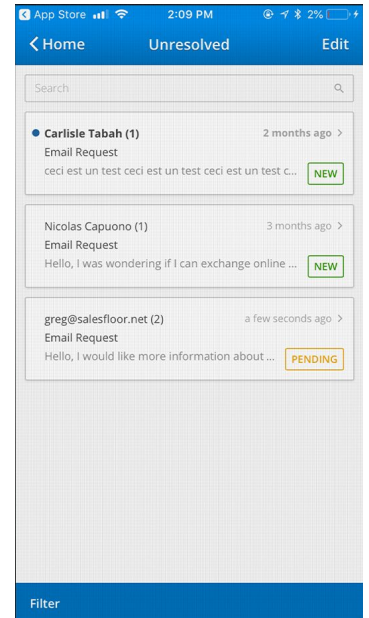 App Store 2:09 PM 2%
Home Unresolved Edit
Search
Carlisle Tabah (1) 2 months ago
Email Request
ceci est un test ceci est un test ceci est un test c... NEW
Nicolas Capuono (1) 3 months ago
Email Request
Hello, I was wondering if I can exchange online ... NEW
greg@salesfloor.net (2) a few seconds ago
Email Request
Hello, I would like more information about ... PENDING
Filter